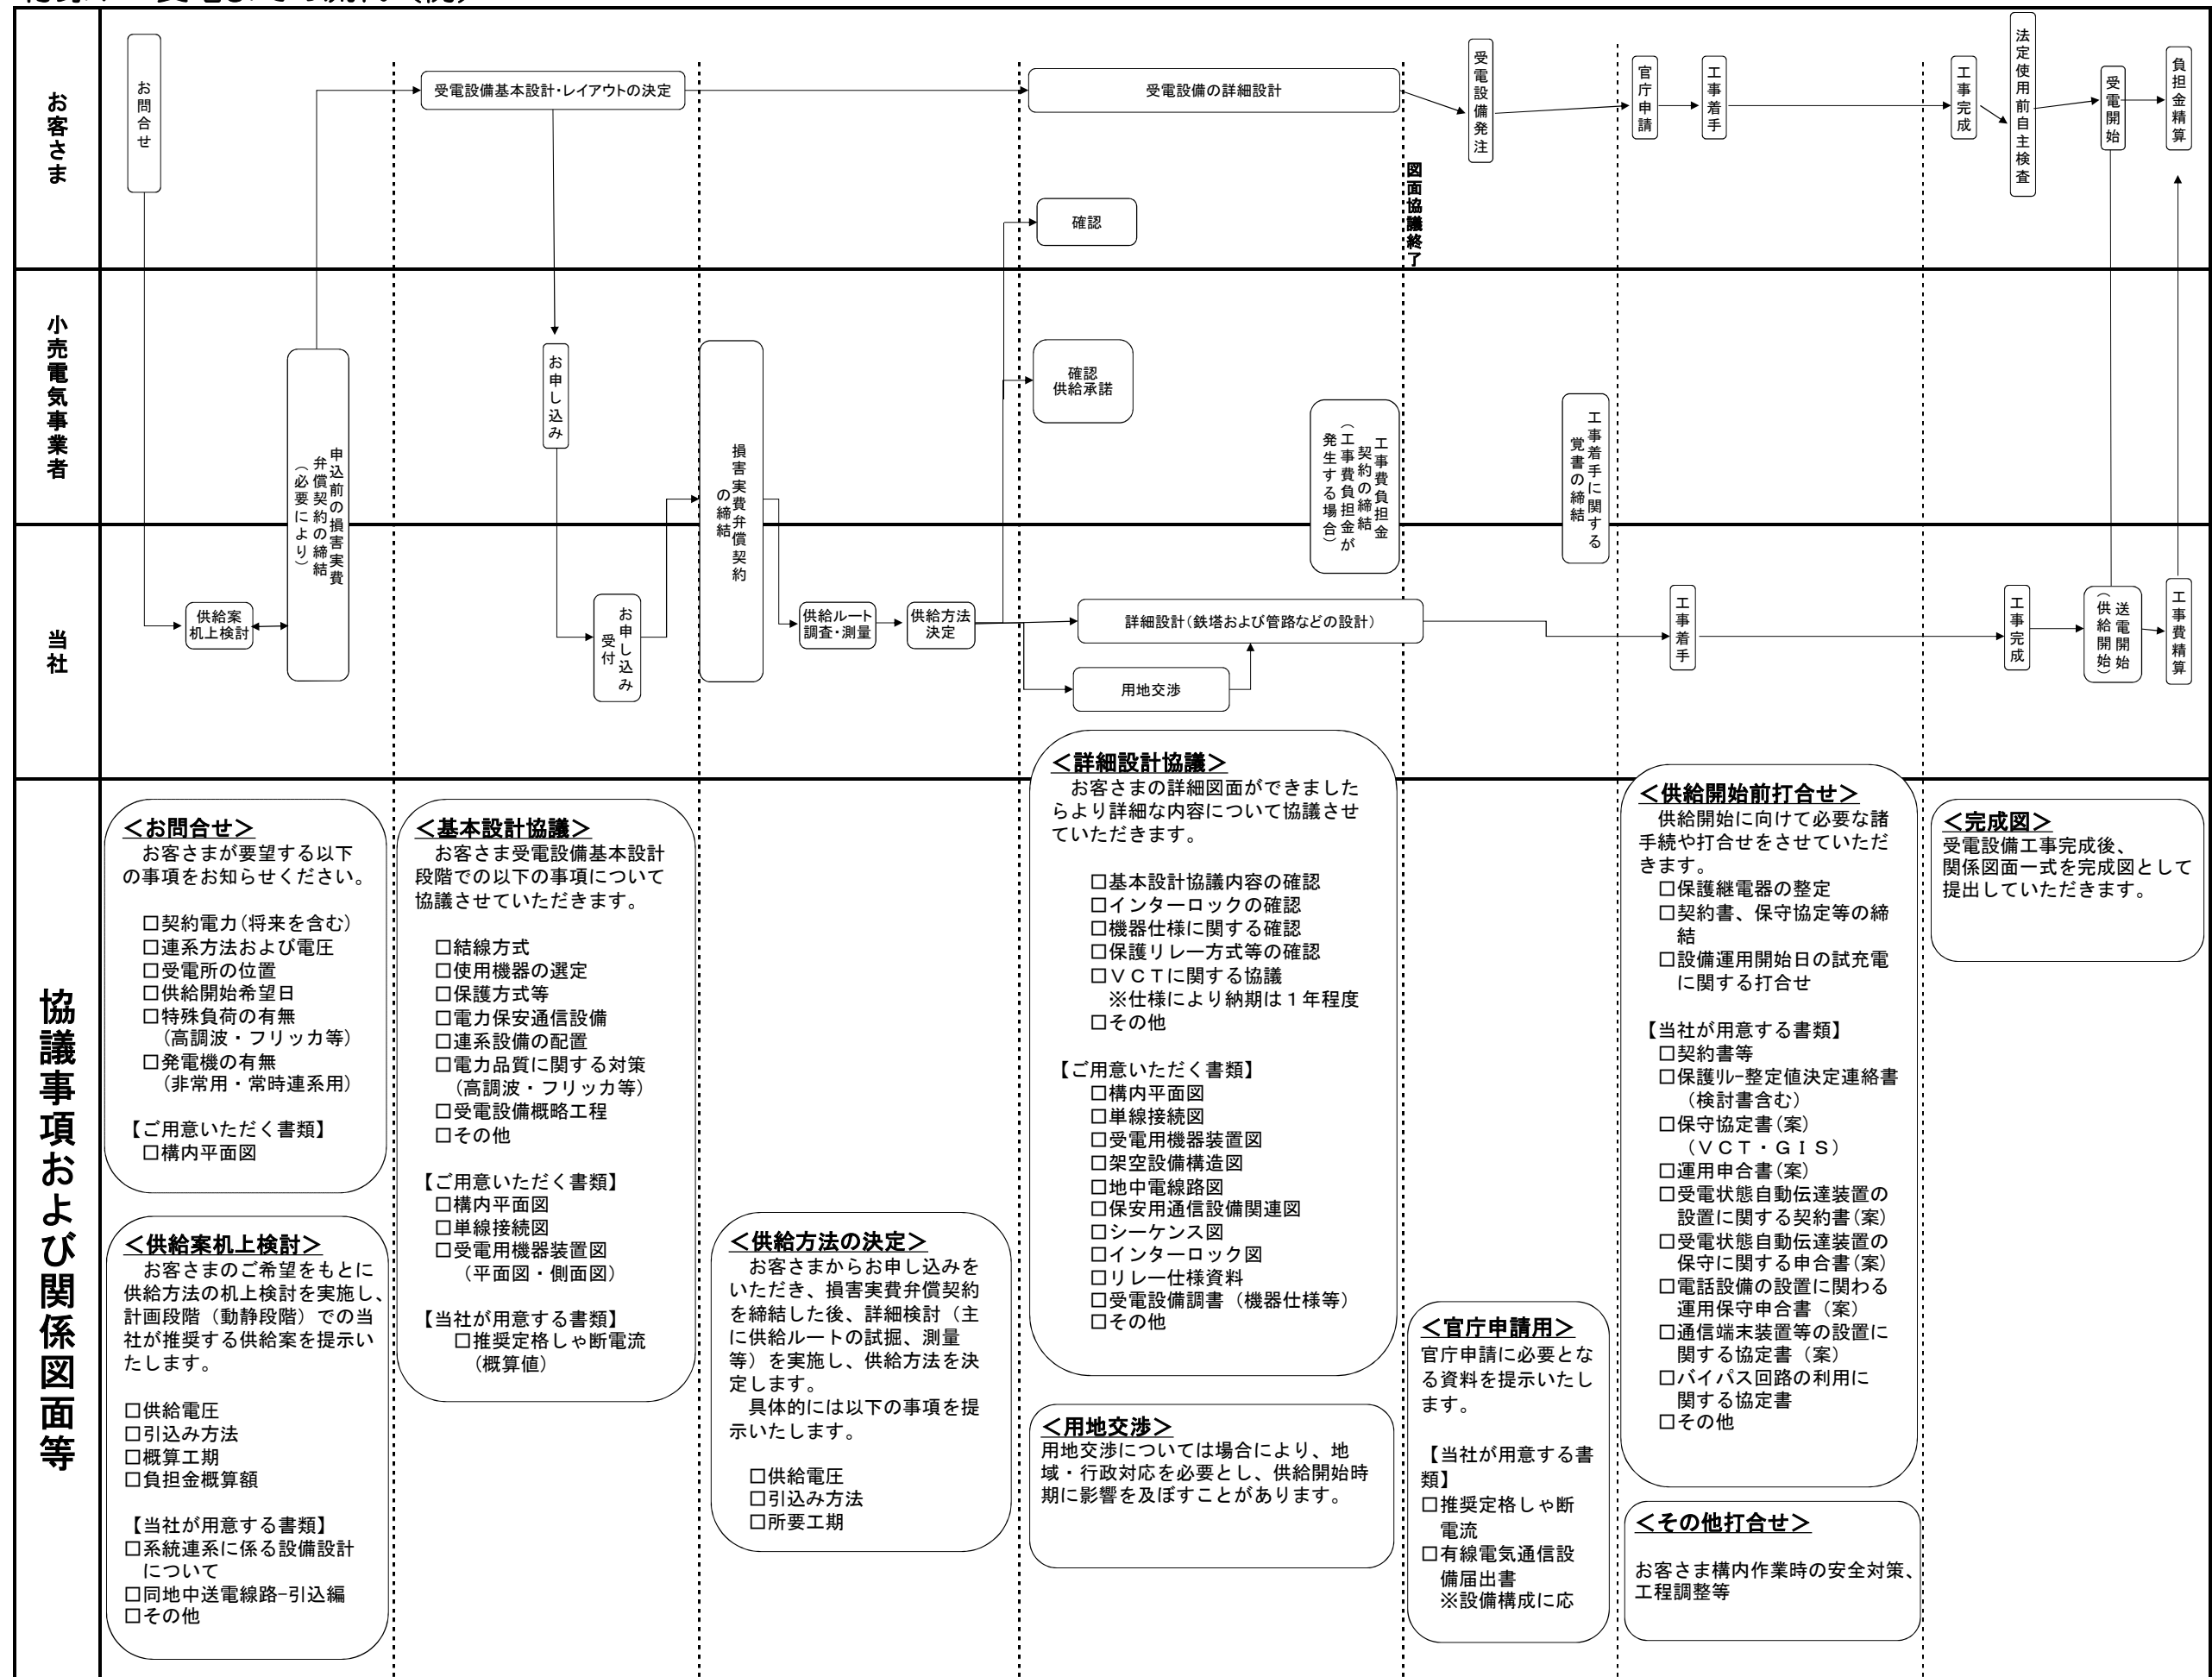 お客さま
お問合せ
受電設備基本設計・レイアウトの決定
受電設備の詳細設計
確認
図面協議終了
受電設備発注
官庁申請
工事着手
工事完成
法定使用前自主検査
受電開始
負担金精算
小売電気事業者
申込前の損害実費
弁償契約の締結
（必要により）
お申し込み
損害実費弁償契約
の締結
確認
供給承諾
工事費負担金
契約の締結
（工事費負担金が
発生する場合）
工事着手に関する
覚書の締結
当社
供給案
机上検討
お申し込み
受付
供給ルート
調査・測量
供給方法
決定
詳細設計（鉄塔および管路などの設計）
用地交渉
工事着手
工事完成
送電開始
（供給開始）
工事費精算
協議事項および関係図面等
＜お問合せ＞
お客さまが要望する以下
の事項をお知らせください。
□契約電力（将来を含む）
□連系方法および電圧
□受電所の位置
□供給開始希望日
□特殊負荷の有無
（高調波・フリッカ等）
□発電機の有無
（非常用・常時連系用）
【ご用意いただく書類】
□構内平面図
＜供給案机上検討＞
お客さまのご希望をもとに
供給方法の机上検討を実施し、
計画段階（動静段階）での当
社が推奨する供給案を提示い
たします。
□供給電圧
□引込み方法
□概算工期
□負担金概算額
【当社が用意する書類】
□系統連系に係る設備設計
について
□同地中送電線路-引込編
□その他
＜基本設計協議＞
お客さま受電設備基本設計
段階での以下の事項について
協議させていただきます。
□結線方式
□使用機器の選定
□保護方式等
□電力保安通信設備
□連系設備の配置
□電力品質に関する対策
（高調波・フリッカ等）
□受電設備概略工程
□その他
【ご用意いただく書類】
□構内平面図
□単線接続図
□受電用機器装置図
（平面図・側面図）
【当社が用意する書類】
□推奨定格しゃ断電流
（概算値）
＜供給方法の決定＞
お客さまからお申し込みを
いただき、損害実費弁償契約
を締結した後、詳細検討（主
に供給ルートの試掘、測量
等）を実施し、供給方法を決
定します。
具体的には以下の事項を提
示いたします。
□供給電圧
□引込み方法
□所要工期
＜詳細設計協議＞
お客さまの詳細図面ができました
らより詳細な内容について協議させ
ていただきます。
□基本設計協議内容の確認
□インターロックの確認
□機器仕様に関する確認
□保護リレー方式等の確認
□ＶＣＴに関する協議
※仕様により納期は１年程度
□その他
【ご用意いただく書類】
□構内平面図
□単線接続図
□受電用機器装置図
□架空設備構造図
□地中電線路図
□保安用通信設備関連図
□シーケンス図
□インターロック図
□リレー仕様資料
□受電設備調書（機器仕様等）
□その他
＜用地交渉＞
用地交渉については場合により、地
域・行政対応を必要とし、供給開始時
期に影響を及ぼすことがあります。
＜官庁申請用＞
官庁申請に必要とな
る資料を提示いたし
ます。
【当社が用意する書
類】
□推奨定格しゃ断
電流
□有線電気通信設
備届出書
※設備構成に応
＜供給開始前打合せ＞
供給開始に向けて必要な諸
手続や打合せをさせていただ
きます。
□保護継電器の整定
□契約書、保守協定等の締
結
□設備運用開始日の試充電
に関する打合せ
【当社が用意する書類】
□契約書等
□保護ﾘﾚｰ整定値決定連絡書
（検討書含む）
□保守協定書（案）
（ＶＣＴ・ＧＩＳ）
□運用申合書（案）
□受電状態自動伝達装置の
設置に関する契約書（案）
□受電状態自動伝達装置の
保守に関する申合書（案）
□電話設備の設置に関わる
運用保守申合書（案）
□通信端末装置等の設置に
関する協定書（案）
□バイパス回路の利用に
関する協定書
□その他
＜その他打合せ＞
お客さま構内作業時の安全対策、
工程調整等
＜完成図＞
受電設備工事完成後、
関係図面一式を完成図として
提出していただきます。